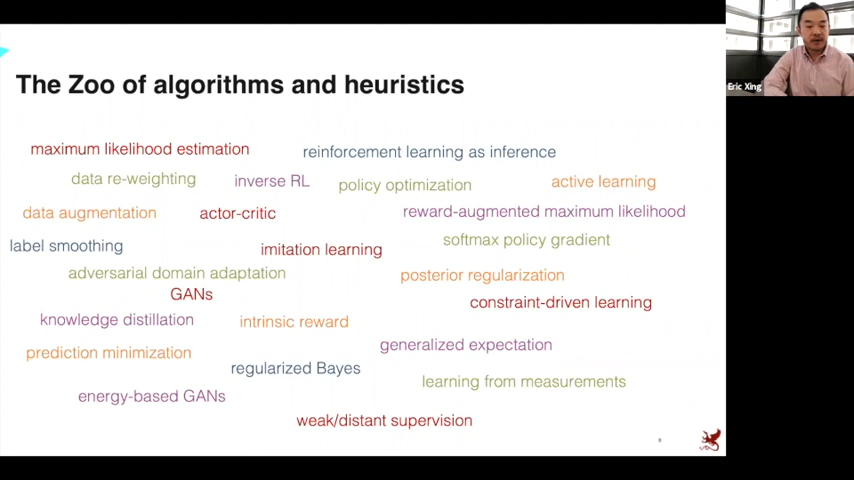 The Zoo of algorithms and heuristics
Eric Xing
maximum likelihood estimation
reinforcement learning as inference
data re-weighting
inverse RL
policy optimization
active learning
data augmentation
actor-critic
reward-augmented maximum likelihood
label smoothing
imitation learning
softmax policy gradient
adversarial domain adaptation
posterior regularization
GANs
constraint-driven learning
knowledge distillation
intrinsic reward
generalized expectation
prediction minimization
regularized Bayes
learning from measurements
energy-based GANs
weak/distant supervision
8